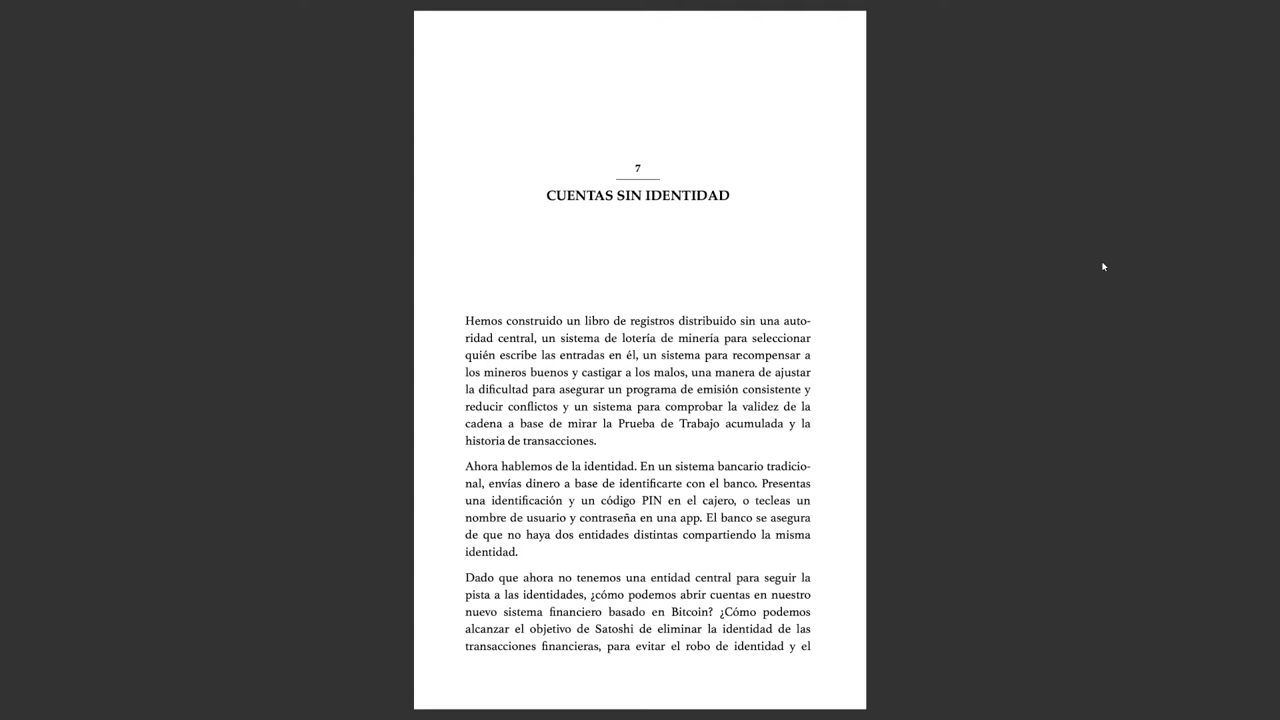 7
CUENTAS SIN IDENTIDAD
Hemos construido un libro de registros distribuido sin una auto-
ridad central, un sistema de lotería de minería para seleccionar
quién escribe las entradas en él, un sistema para recompensar a
los mineros buenos y castigar a los malos, una manera de ajustar
la dificultad para asegurar un programa de emisión consistente y
reducir conflictos y un sistema para comprobar la validez de la
cadena a base de mirar la Prueba de Trabajo acumulada y la
historia de transacciones.
Ahora hablemos de la identidad. En un sistema bancario tradicio-
nal, envías dinero a base de identificarte con el banco. Presentas
una identificación y un código PIN en el cajero, o tecleas un
nombre de usuario y contraseña en una app. El banco se asegura
de que no haya dos entidades distintas compartiendo la misma
identidad.
Dado que ahora no tenemos una entidad central para seguir la
pista a las identidades, ¿cómo podemos abrir cuentas en nuestro
nuevo sistema financiero basado en Bitcoin? ¿Cómo podemos
alcanzar el objetivo de Satoshi de eliminar la identidad de las
transacciones financieras, para evitar el robo de identidad y el